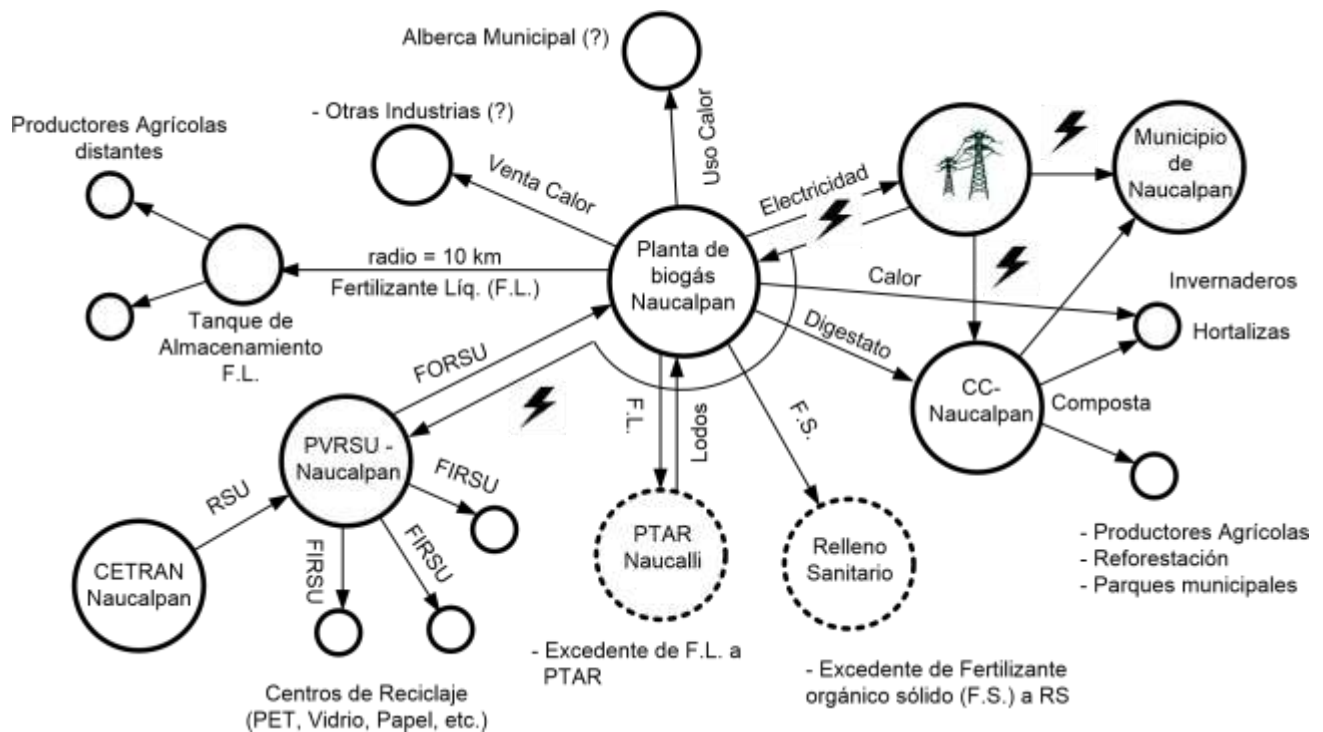 Alberca Municipal (?)
- Otras Industrias (?)
Productores Agrícolas
distantes
Venta Calor
Uso Calor
Electricidad
Municipio
de
Naucalpan
radio = 10 km
Fertilizante Líq. (F.L.)
Planta de
biogás
Naucalpan
Calor
Invernaderos
Hortalizas
Tanque de
Almacenamiento
F.L.
FORSU
Digestato
F.L.
Lodos
F.S.
CC-
Naucalpan
Composta
PVRSU -
Naucalpan
RSU
FIRSU
FIRSU
FIRSU
CETRAN
Naucalpan
PTAR
Naucalli
Relleno
Sanitario
- Productores Agrícolas
- Reforestación
- Parques municipales
- Excedente de F.L. a
PTAR
- Excedente de Fertilizante
orgánico sólido (F.S.) a RS
Centros de Reciclaje
(PET, Vidrio, Papel, etc.)